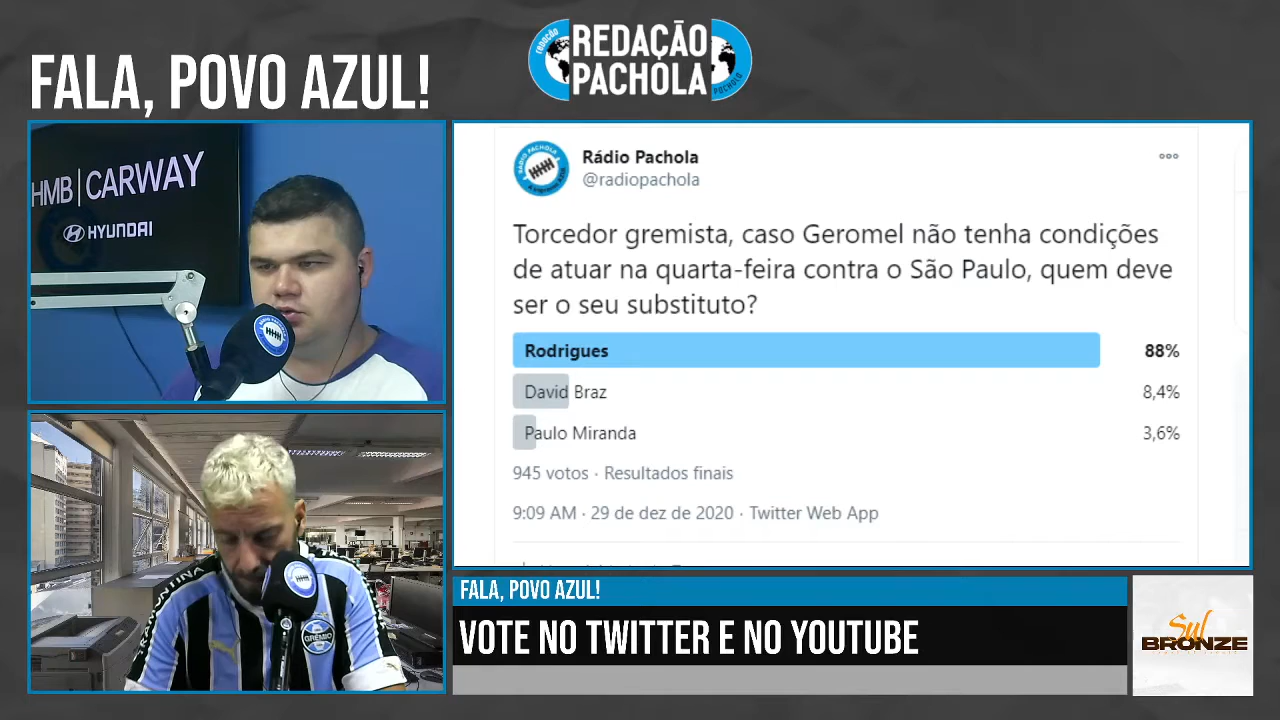 FALA, POVO AZUL!
redação
REDAÇÃO
PACHOLA
PACHOLA
HMB | CARWAY
HYUNDAI
Rádio Pachola
@radiopachola
Torcedor gremista, caso Geromel não tenha condições
de atuar na quarta-feira contra o São Paulo, quem deve
ser o seu substituto?
Rodrigues 88%
David Braz 8,4%
Paulo Miranda 3,6%
945 votos · Resultados finais
9:09 AM · 29 de dez de 2020 · Twitter Web App
GRÊMIO
FALA, POVO AZUL!
VOTE NO TWITTER E NO YOUTUBE
Sul
BRONZE